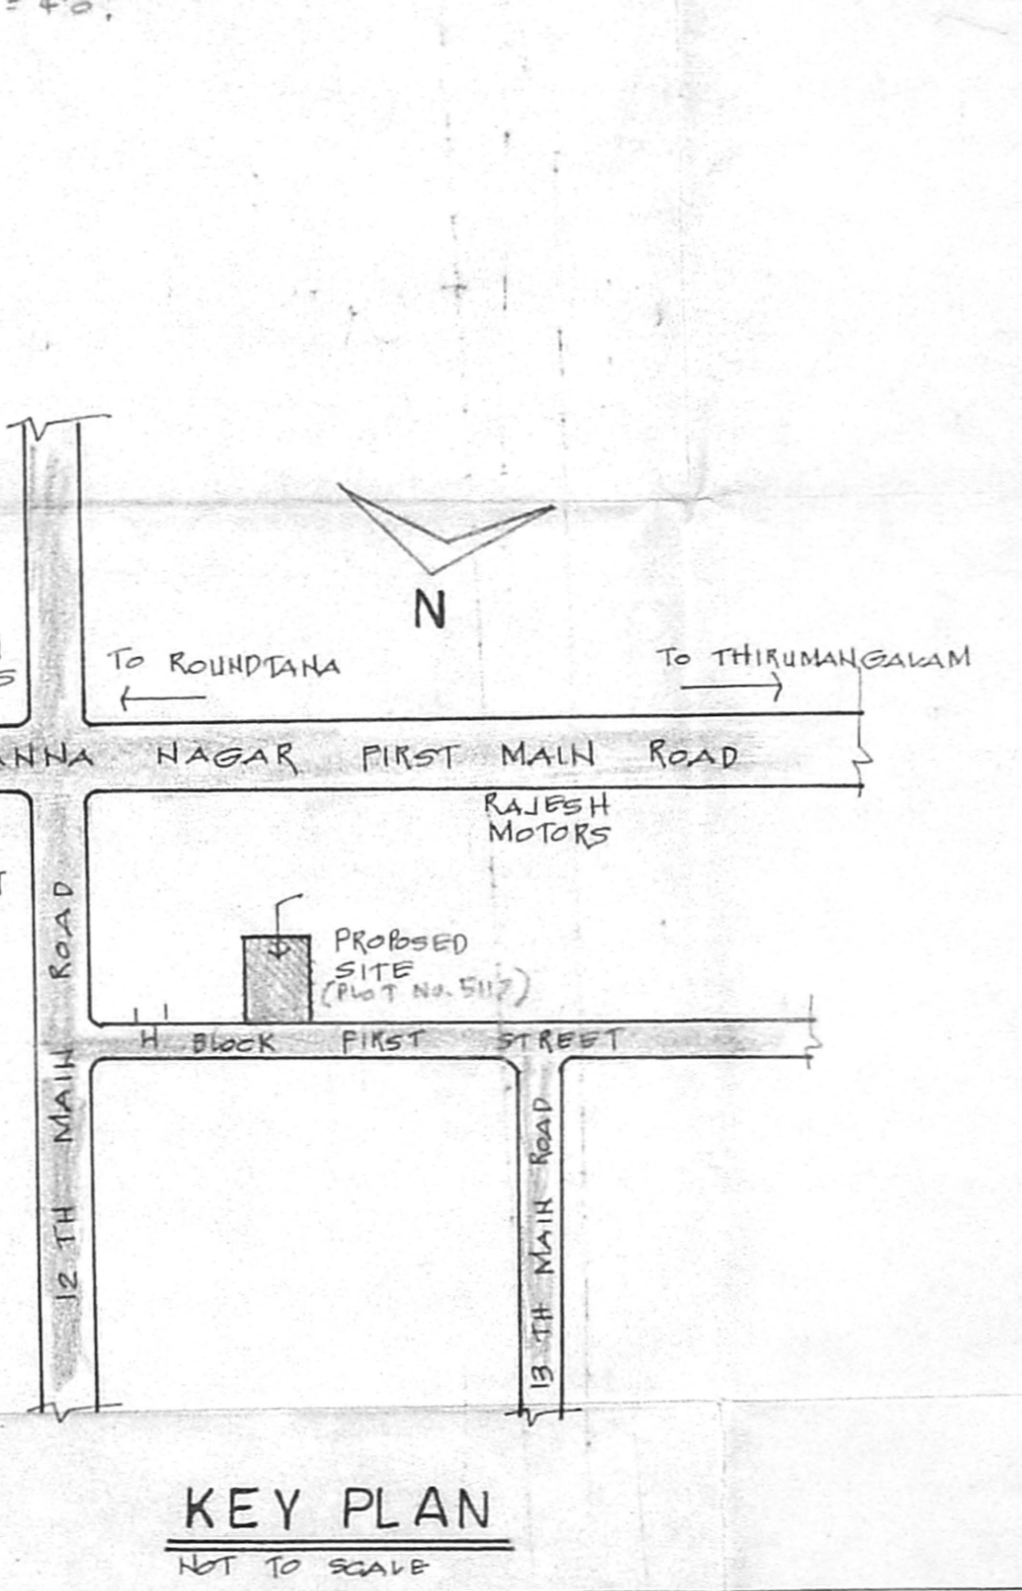 N
TO ROUNDTANA
TO THIRUMANGALAM
ANNA NAGAR FIRST MAIN ROAD
RAJESH
MOTORS
PROPOSED
SITE
(PLOT NO. 5117)
H BLOCK FIRST STREET
12 TH MAIN ROAD
13 TH MAIN ROAD
KEY PLAN
NOT TO SCALE